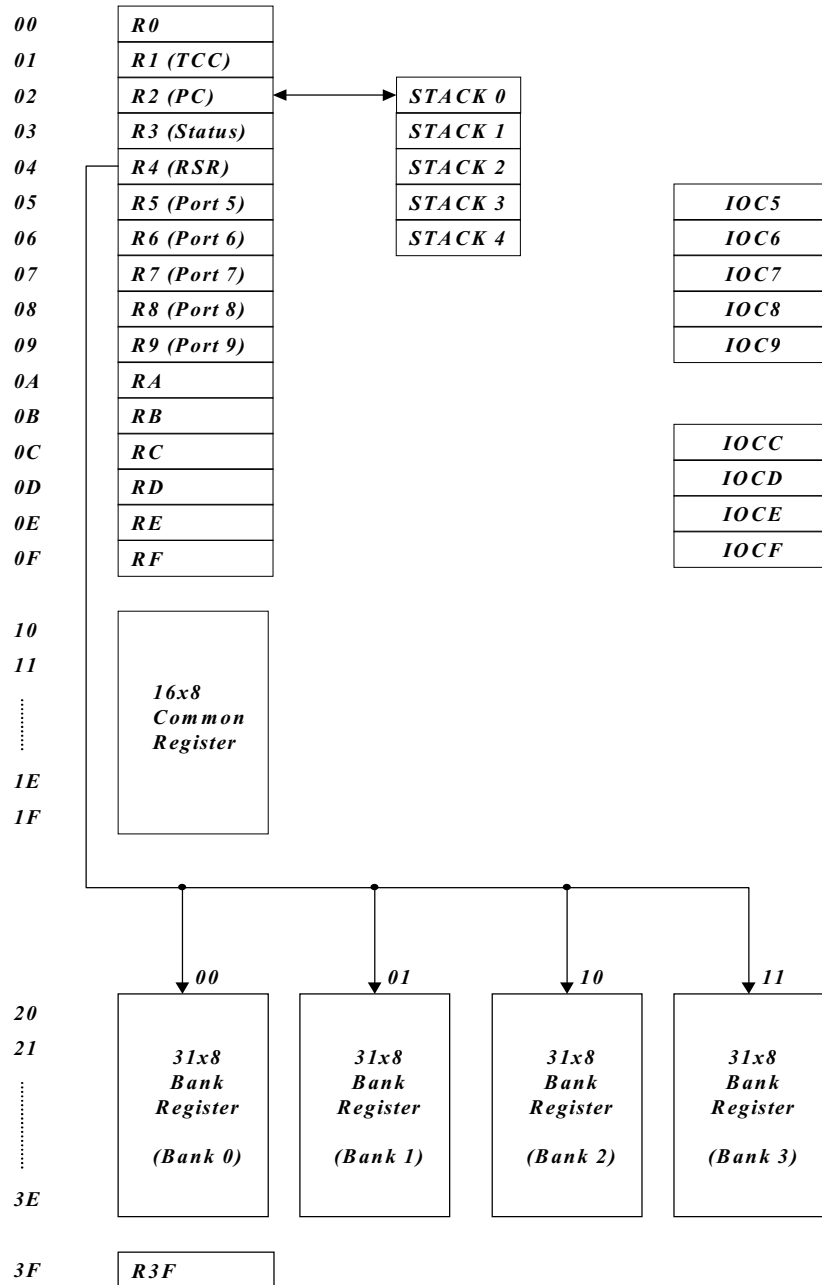 00 R0
01 R1 (TCC)
02 R2 (PC) STACK 0
03 R3 (Status) STACK 1
04 R4 (RSR) STACK 2
05 R5 (Port 5) STACK 3 IOC5
06 R6 (Port 6) STACK 4 IOC6
07 R7 (Port 7) IOC7
08 R8 (Port 8) IOC8
09 R9 (Port 9) IOC9
0A RA
0B RB
0C RC IOCC
0D RD IOCD
0E RE IOCE
0F RF IOCF
10
11
16x8
Common
Register
1E
1F
00 01 10 11
20
21
31x8
Bank
Register
(Bank 0)
31x8
Bank
Register
(Bank 1)
31x8
Bank
Register
(Bank 2)
31x8
Bank
Register
(Bank 3)
3E
3F R3F